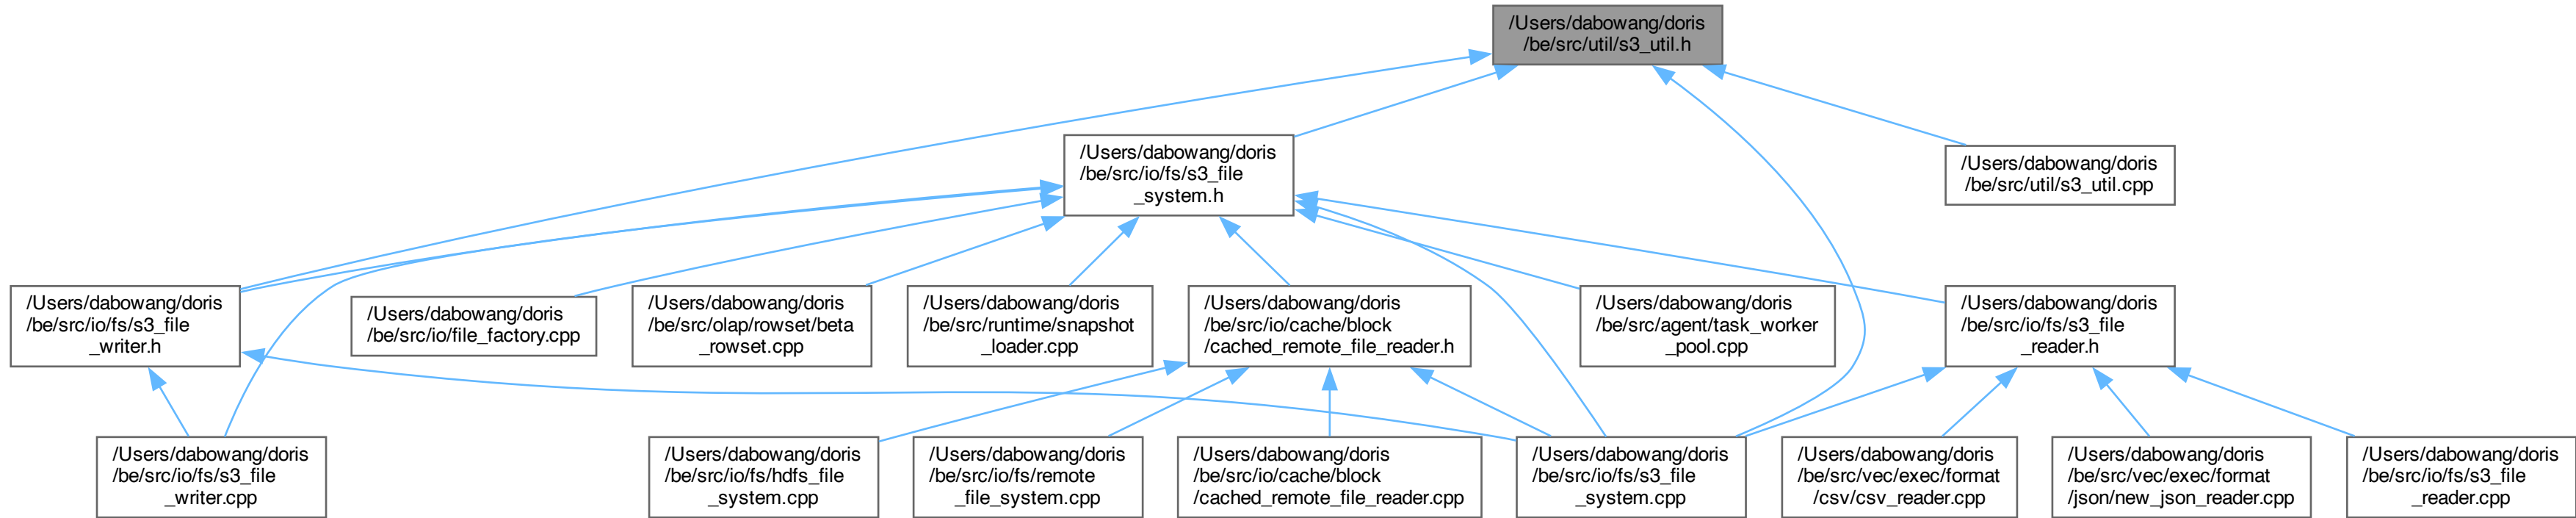 /Users/dabowang/doris
/be/src/util/s3_util.h
/Users/dabowang/doris
/be/src/io/fs/s3_file
_system.h
/Users/dabowang/doris
/be/src/util/s3_util.cpp
/Users/dabowang/doris
/be/src/io/fs/s3_file
_writer.h
/Users/dabowang/doris
/be/src/io/file_factory.cpp
/Users/dabowang/doris
/be/src/olap/rowset/beta
_rowset.cpp
/Users/dabowang/doris
/be/src/runtime/snapshot
_loader.cpp
/Users/dabowang/doris
/be/src/io/cache/block
/cached_remote_file_reader.h
/Users/dabowang/doris
/be/src/agent/task_worker
_pool.cpp
/Users/dabowang/doris
/be/src/io/fs/s3_file
_reader.h
/Users/dabowang/doris
/be/src/io/fs/s3_file
_writer.cpp
/Users/dabowang/doris
/be/src/io/fs/hdfs_file
_system.cpp
/Users/dabowang/doris
/be/src/io/fs/remote
_file_system.cpp
/Users/dabowang/doris
/be/src/io/cache/block
/cached_remote_file_reader.cpp
/Users/dabowang/doris
/be/src/io/fs/s3_file
_system.cpp
/Users/dabowang/doris
/be/src/vec/exec/format
/csv/csv_reader.cpp
/Users/dabowang/doris
/be/src/vec/exec/format
/json/new_json_reader.cpp
/Users/dabowang/doris
/be/src/io/fs/s3_file
_reader.cpp